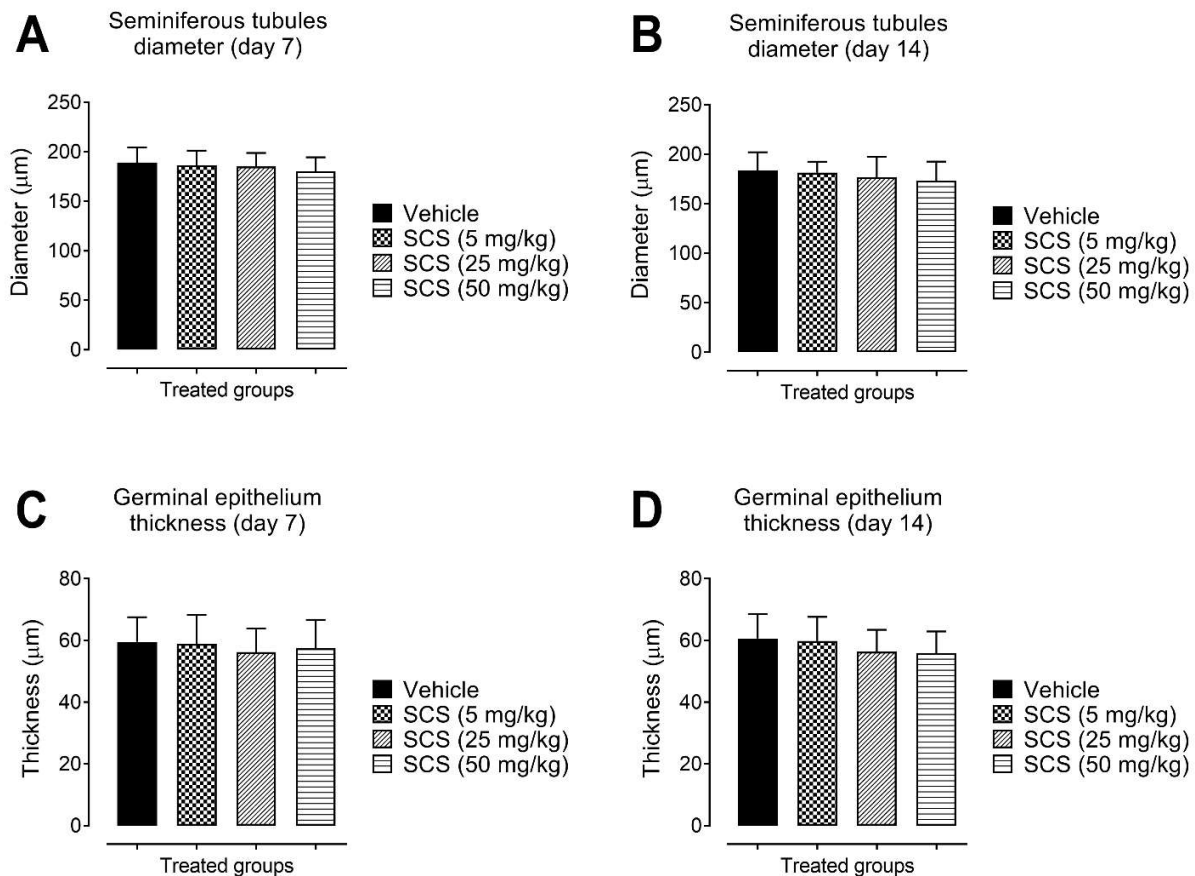 A
Seminiferous tubules
diameter (day 7)
250
200
150
100
50
0
Diameter (μm)
Treated groups
Vehicle
SCS (5 mg/kg)
SCS (25 mg/kg)
SCS (50 mg/kg)
B
Seminiferous tubules
diameter (day 14)
250
200
150
100
50
0
Diameter (μm)
Treated groups
Vehicle
SCS (5 mg/kg)
SCS (25 mg/kg)
SCS (50 mg/kg)
C
Germinal epithelium
thickness (day 7)
80
60
40
20
0
Thickness (μm)
Treated groups
Vehicle
SCS (5 mg/kg)
SCS (25 mg/kg)
SCS (50 mg/kg)
D
Germinal epithelium
thickness (day 14)
80
60
40
20
0
Thickness (μm)
Treated groups
Vehicle
SCS (5 mg/kg)
SCS (25 mg/kg)
SCS (50 mg/kg)